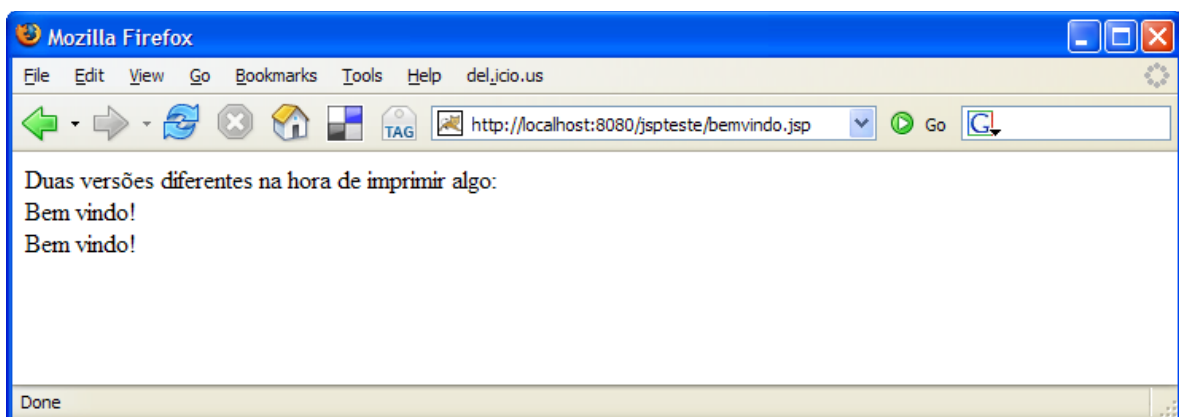 Mozilla Firefox
File Edit View Go Bookmarks Tools Help del.icio.us
TAG http://localhost:8080/jspteste/bemvindo.jsp Go G
Duas versões diferentes na hora de imprimir algo:
Bem vindo!
Bem vindo!
Done